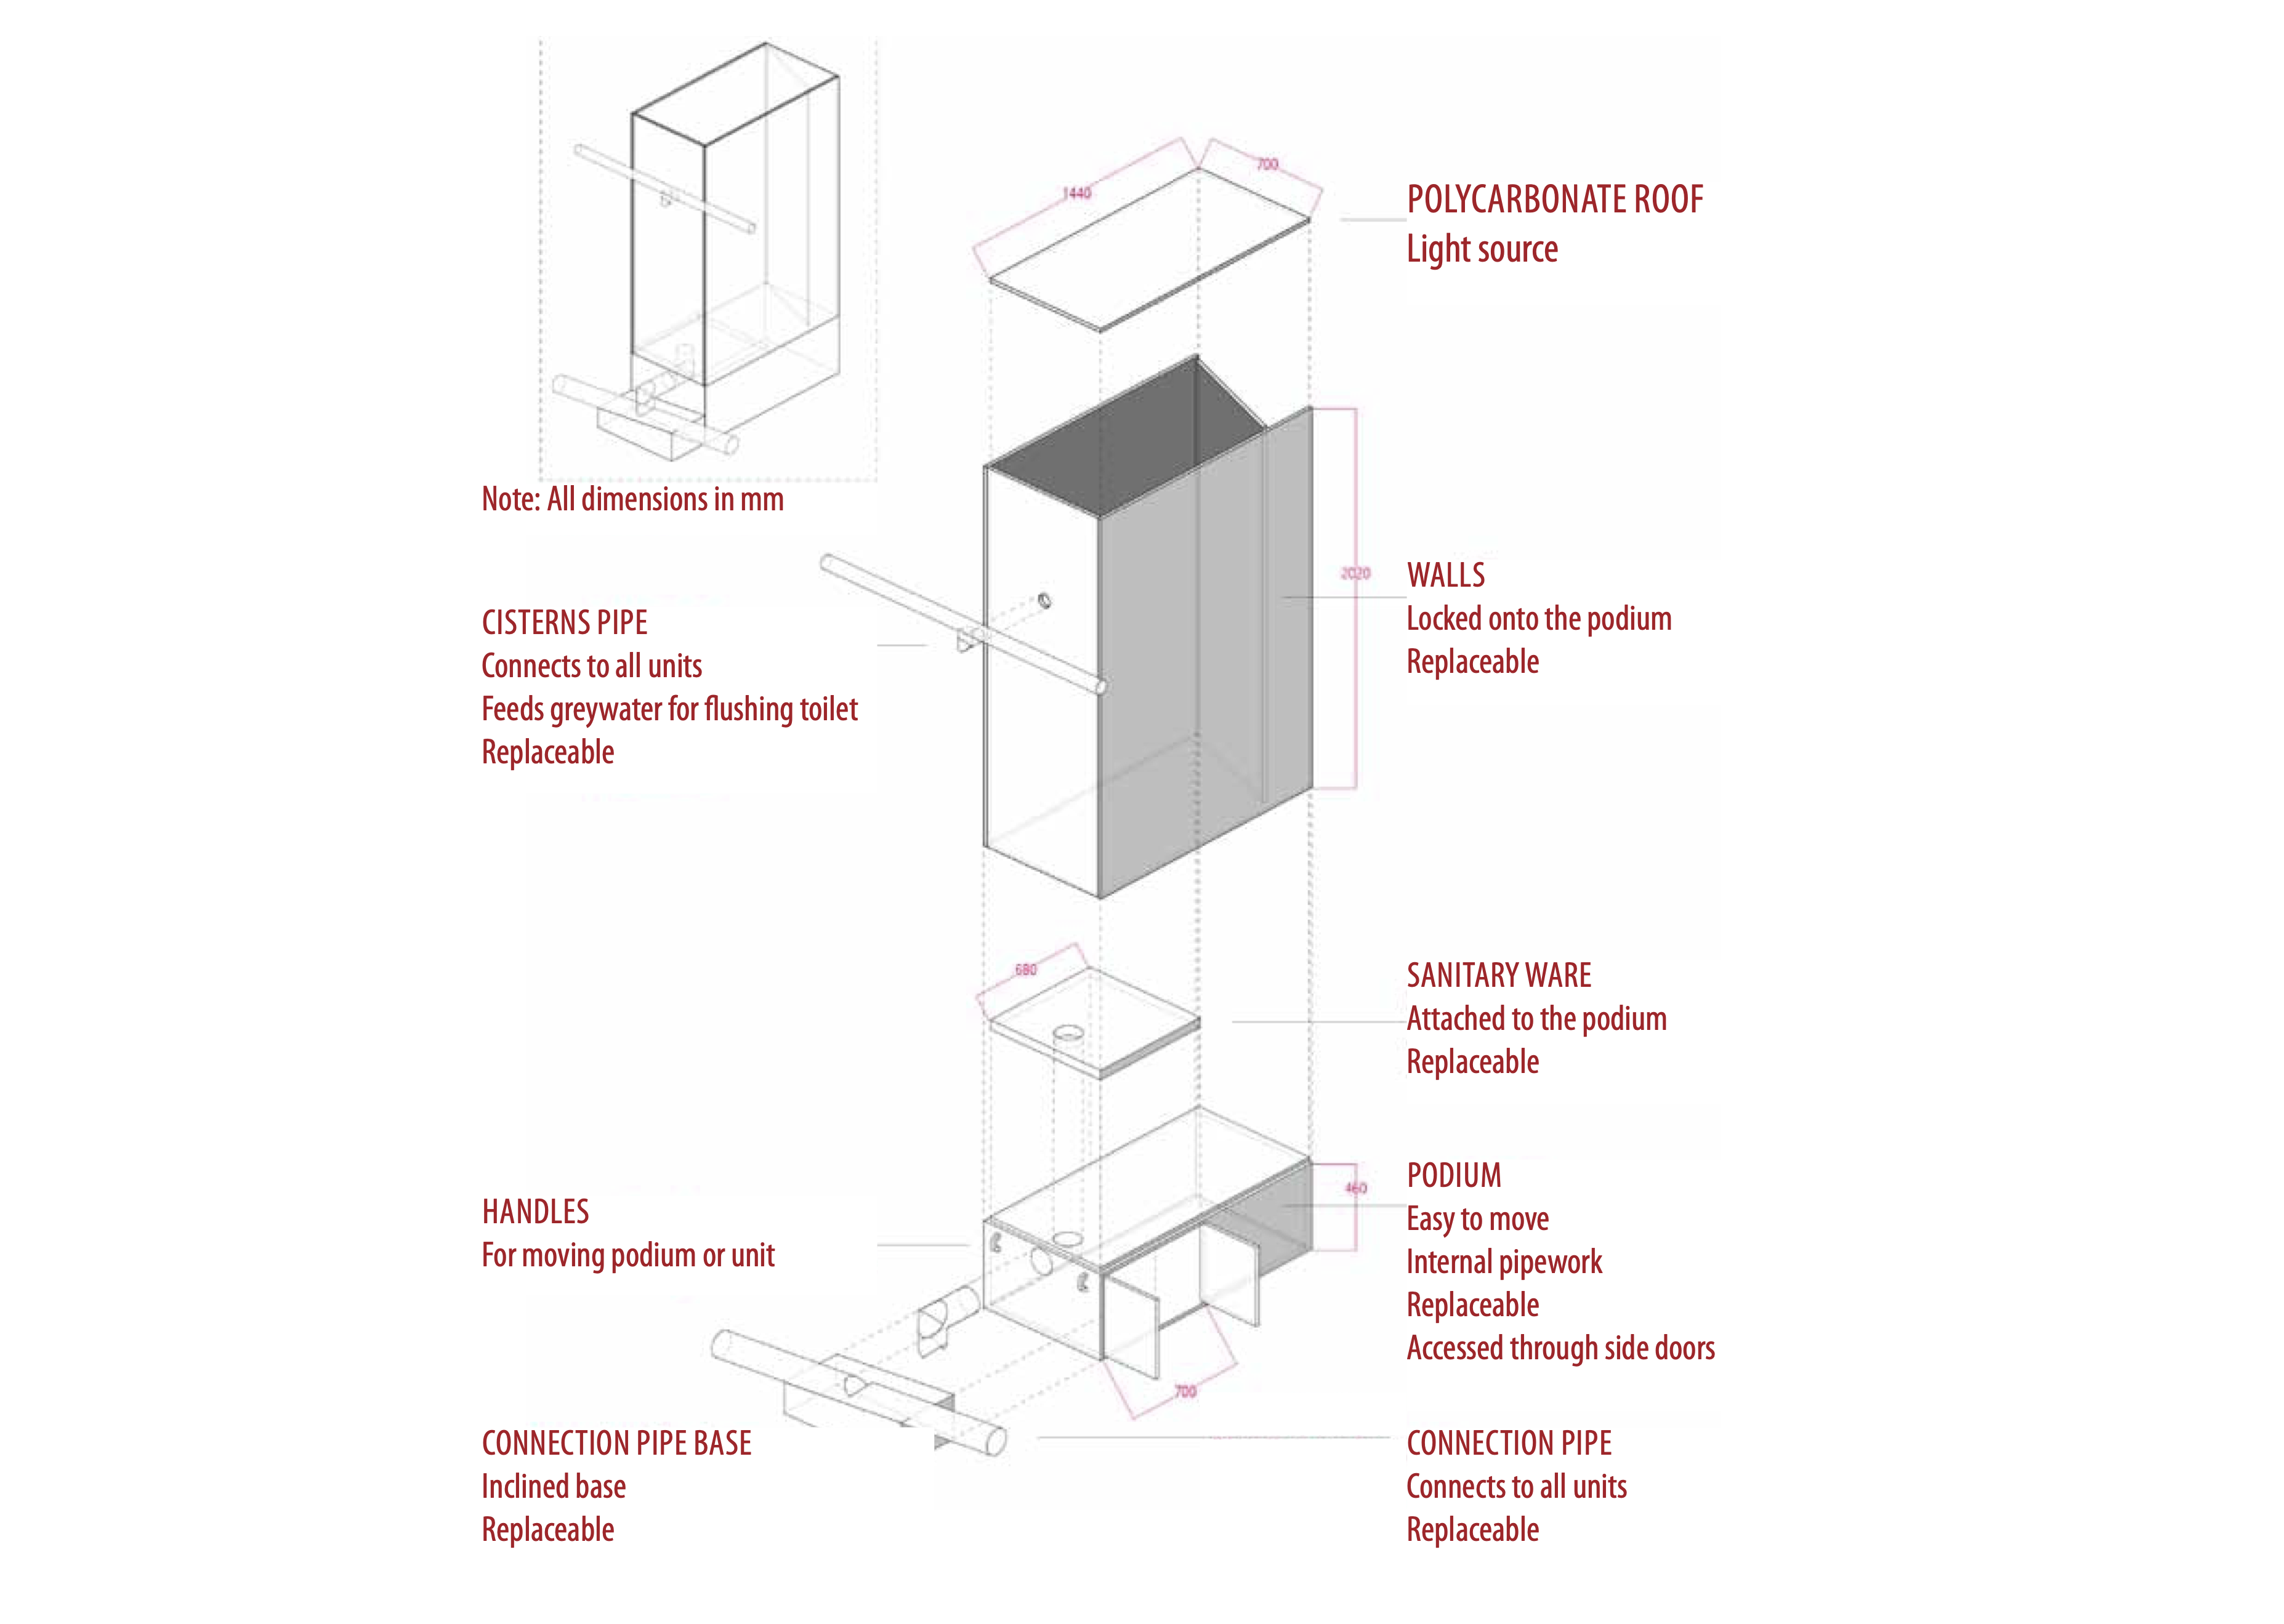 1440
700
POLYCARBONATE ROOF
Light source
Note: All dimensions in mm
2020
WALLS
Locked onto the podium
Replaceable
CISTERNS PIPE
Connects to all units
Feeds greywater for flushing toilet
Replaceable
680
SANITARY WARE
Attached to the podium
Replaceable
HANDLES
For moving podium or unit
460
PODIUM
Easy to move
Internal pipework
Replaceable
Accessed through side doors
700
CONNECTION PIPE BASE
Inclined base
Replaceable
CONNECTION PIPE
Connects to all units
Replaceable